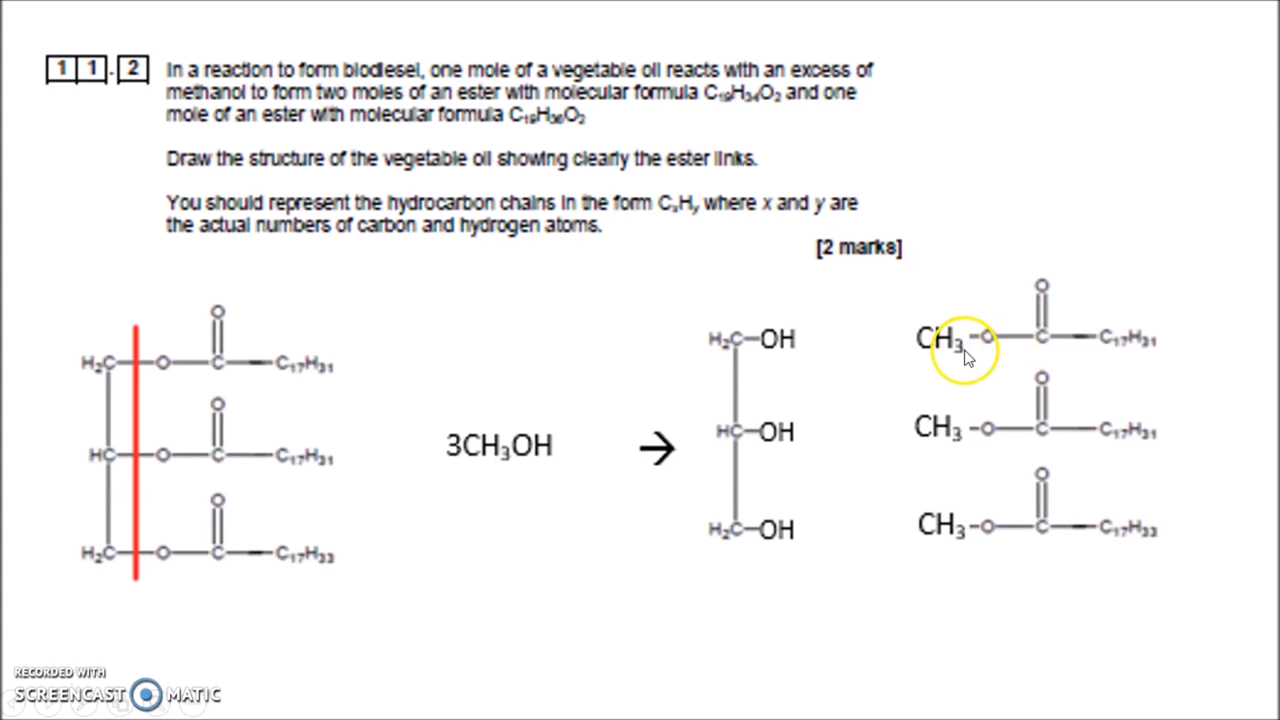 11.2 In a reaction to form biodiesel, one mole of a vegetable oil reacts with an excess of
methanol to form two moles of an ester with molecular formula C₁₉H₃₄O₂ and one
mole of an ester with molecular formula C₁₉H₃₆O₂
Draw the structure of the vegetable oil showing clearly the ester links.
You should represent the hydrocarbon chains in the form CₓHᵧ where x and y are
the actual numbers of carbon and hydrogen atoms.
[2 marks]
O
H₂C O C C₁₇H₃₁
O
HC O C C₁₇H₃₁
O
H₂C O C C₁₇H₃₃
3CH₃OH →
H₂C-OH
HC-OH
H₂C-OH
O
CH₃-O C C₁₇H₃₁
O
CH₃-O C C₁₇H₃₁
O
CH₃-O C C₁₇H₃₃
RECORDED WITH
SCREENCAST MATIC